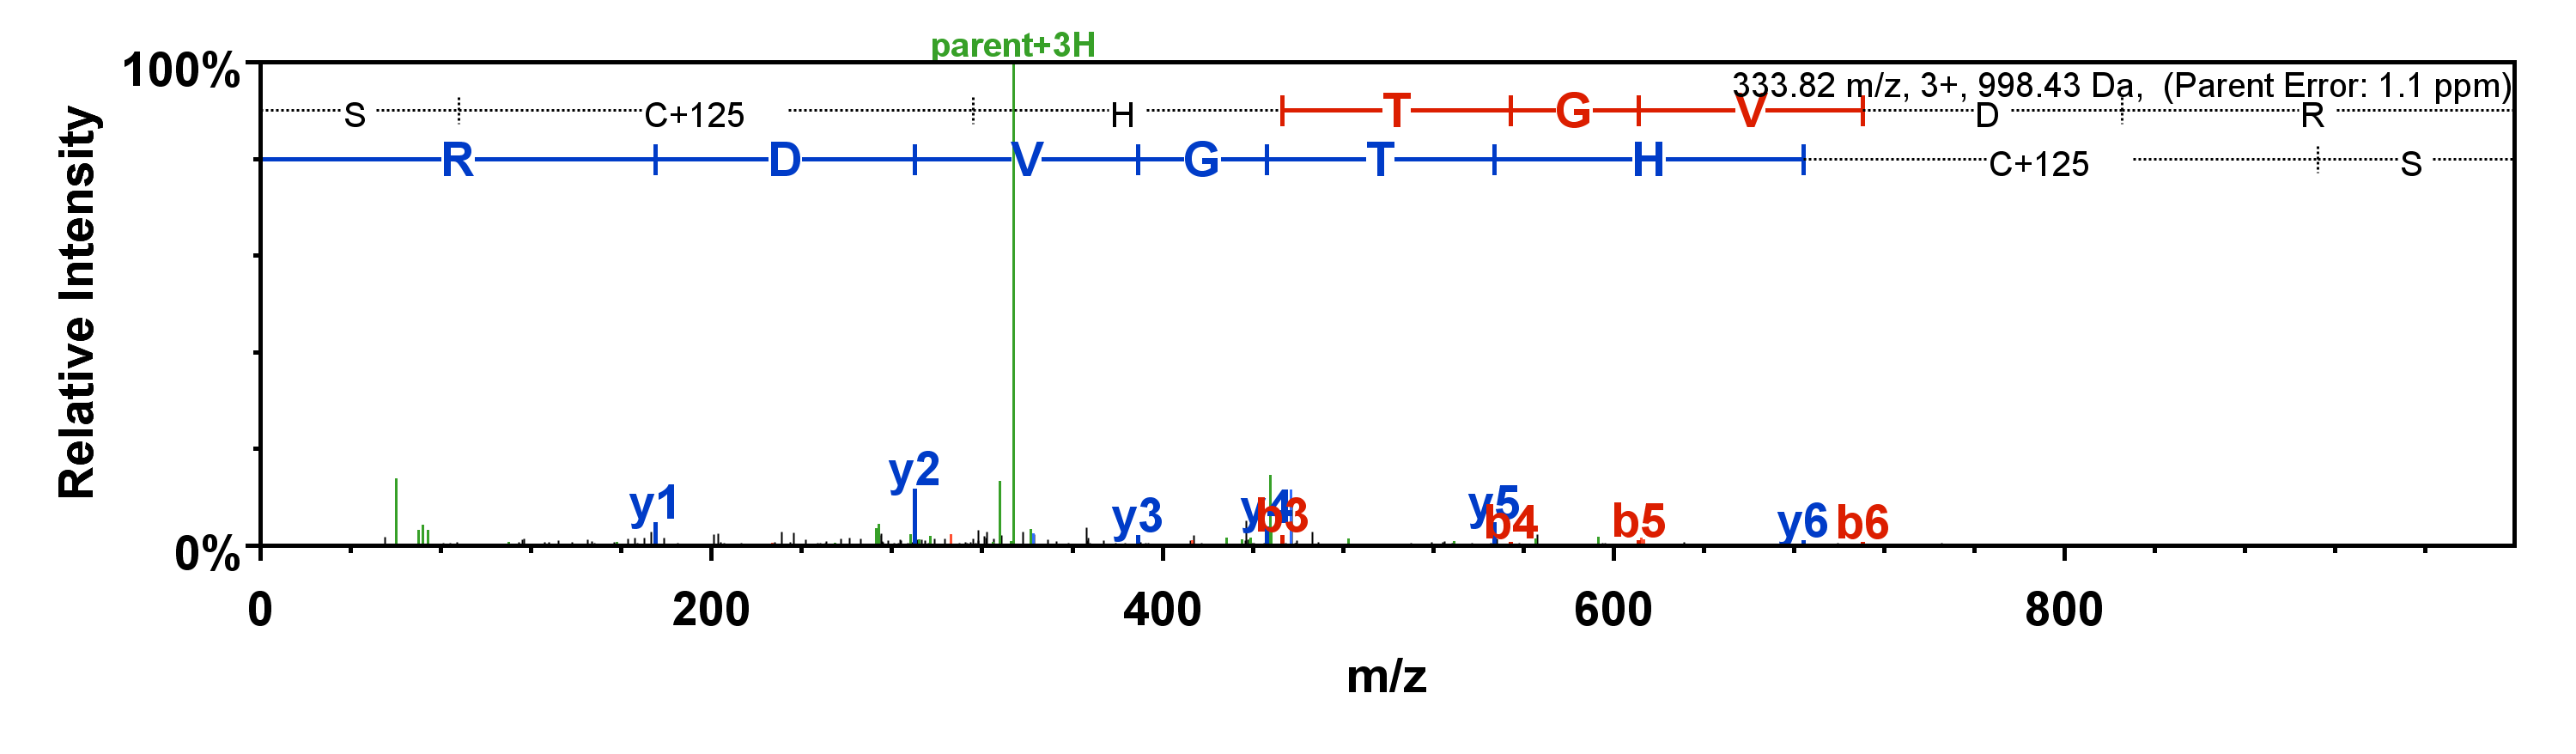 parent+3H
100%
333.82 m/z, 3+, 998.43 Da, (Parent Error: 1.1 ppm)
S C+125 H T G V D R
R D V G T H C+125 S
Relative Intensity
y1 y2 y3 y4 b3 y5 b4 b5 y6 b6
0%
0 200 400 600 800
m/z